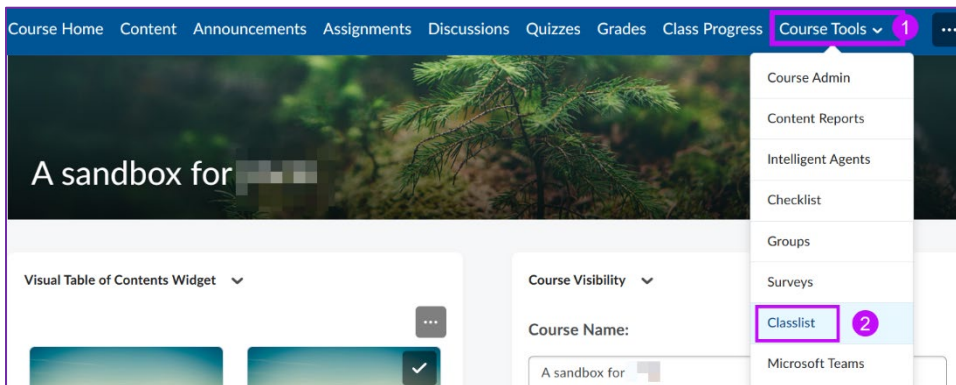 Course Home Content Announcements Assignments Discussions Quizzes Grades Class Progress Course Tools 1 ...
Course Admin
Content Reports
Intelligent Agents
Checklist
Groups
Surveys
Classlist 2
Microsoft Teams
A sandbox for
Visual Table of Contents Widget
...
Course Visibility
Course Name:
A sandbox for